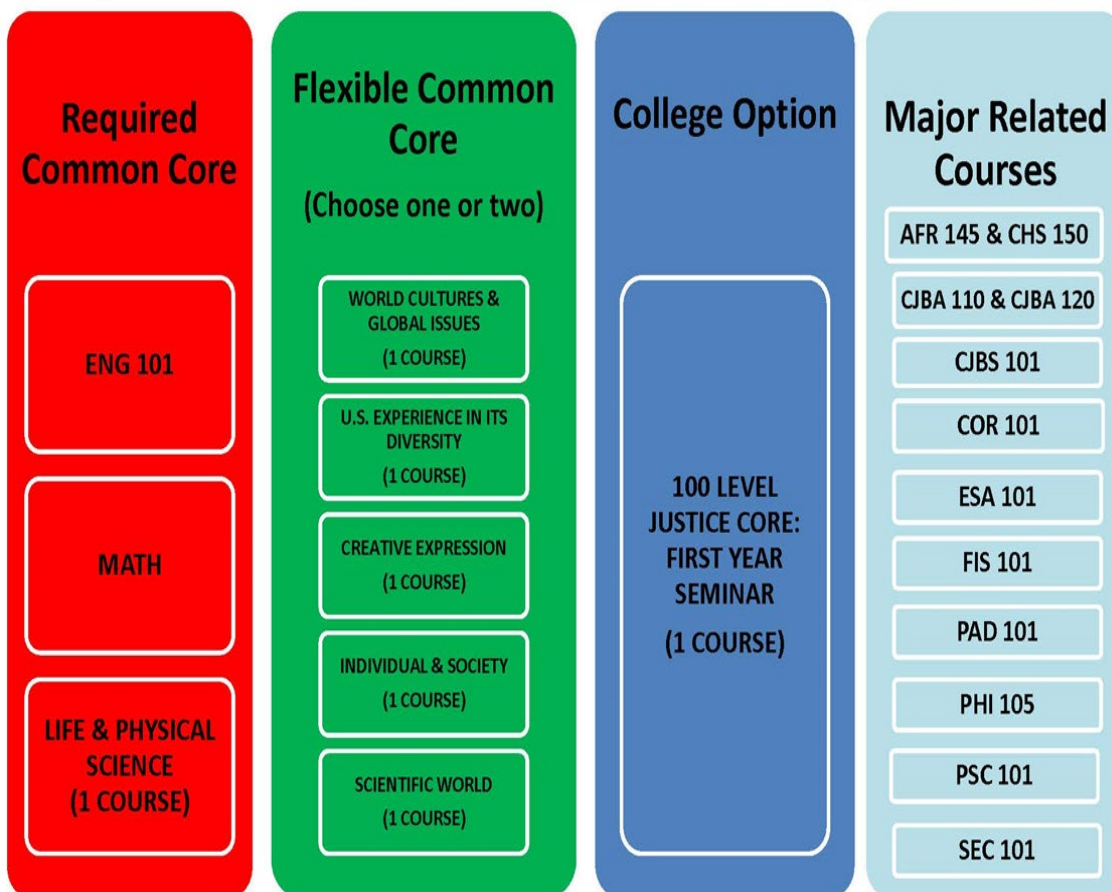 Required
Common Core
ENG 101
MATH
LIFE & PHYSICAL
SCIENCE
(1 COURSE)
Flexible Common
Core
(Choose one or two)
WORLD CULTURES &
GLOBAL ISSUES
(1 COURSE)
U.S. EXPERIENCE IN ITS
DIVERSITY
(1 COURSE)
CREATIVE EXPRESSION
(1 COURSE)
INDIVIDUAL & SOCIETY
(1 COURSE)
SCIENTIFIC WORLD
(1 COURSE)
College Option
100 LEVEL
JUSTICE CORE:
FIRST YEAR
SEMINAR
(1 COURSE)
Major Related
Courses
AFR 145 & CHS 150
CJBA 110 & CJBA 120
CJBS 101
COR 101
ESA 101
FIS 101
PAD 101
PHI 105
PSC 101
SEC 101